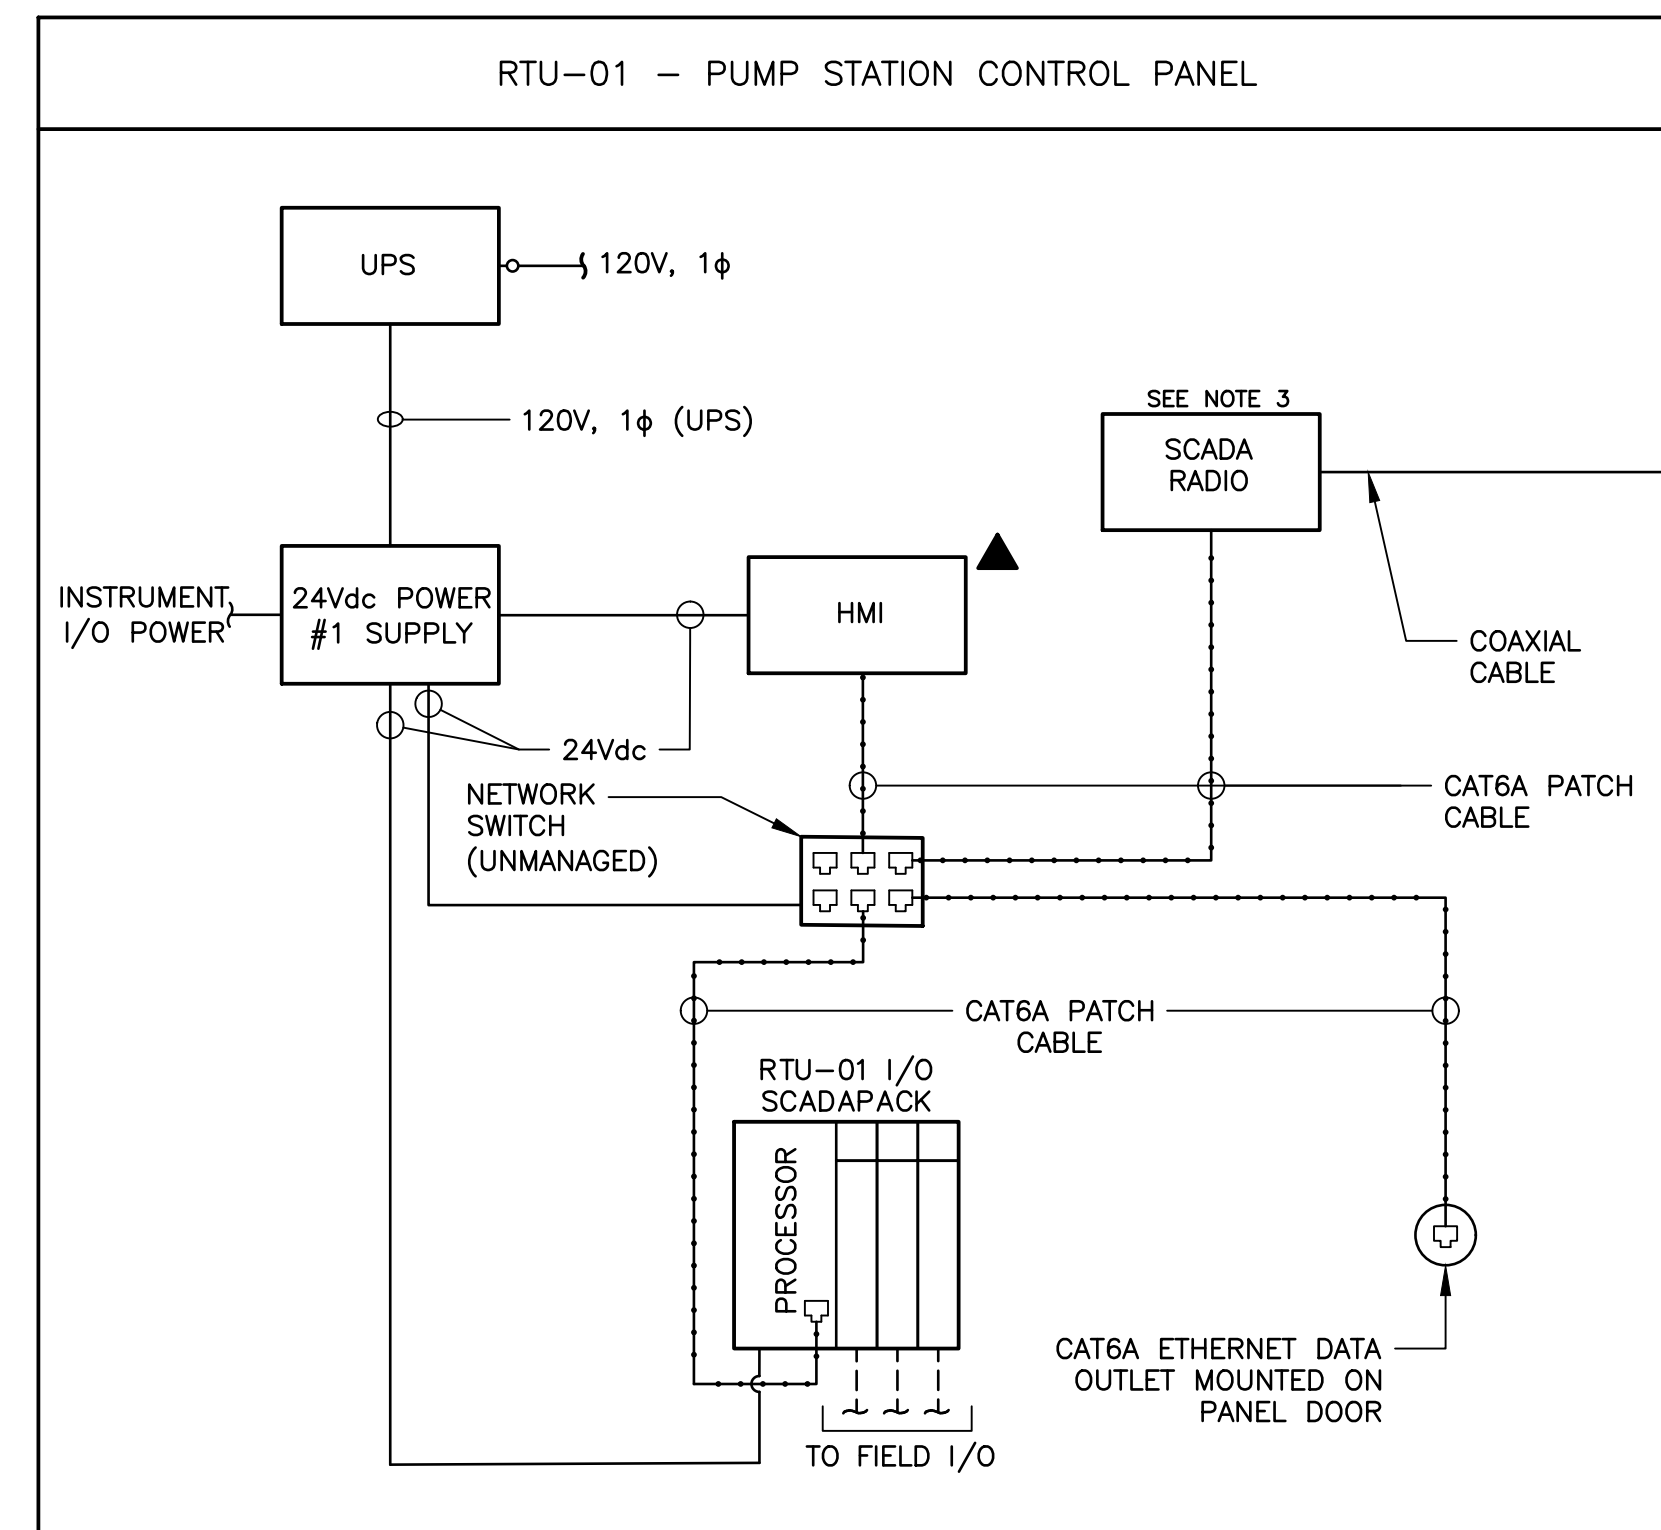 RTU-01 - PUMP STATION CONTROL PANEL
UPS
120V, 1ϕ
120V, 1ϕ (UPS)
SEE NOTE 3
SCADA
RADIO
INSTRUMENT
I/O POWER
24Vdc POWER
#1 SUPPLY
HMI
COAXIAL
CABLE
24Vdc
NETWORK
SWITCH
(UNMANAGED)
CAT6A PATCH
CABLE
CAT6A PATCH
CABLE
RTU-01 I/O
SCADAPACK
PROCESSOR
CAT6A ETHERNET DATA
OUTLET MOUNTED ON
PANEL DOOR
TO FIELD I/O